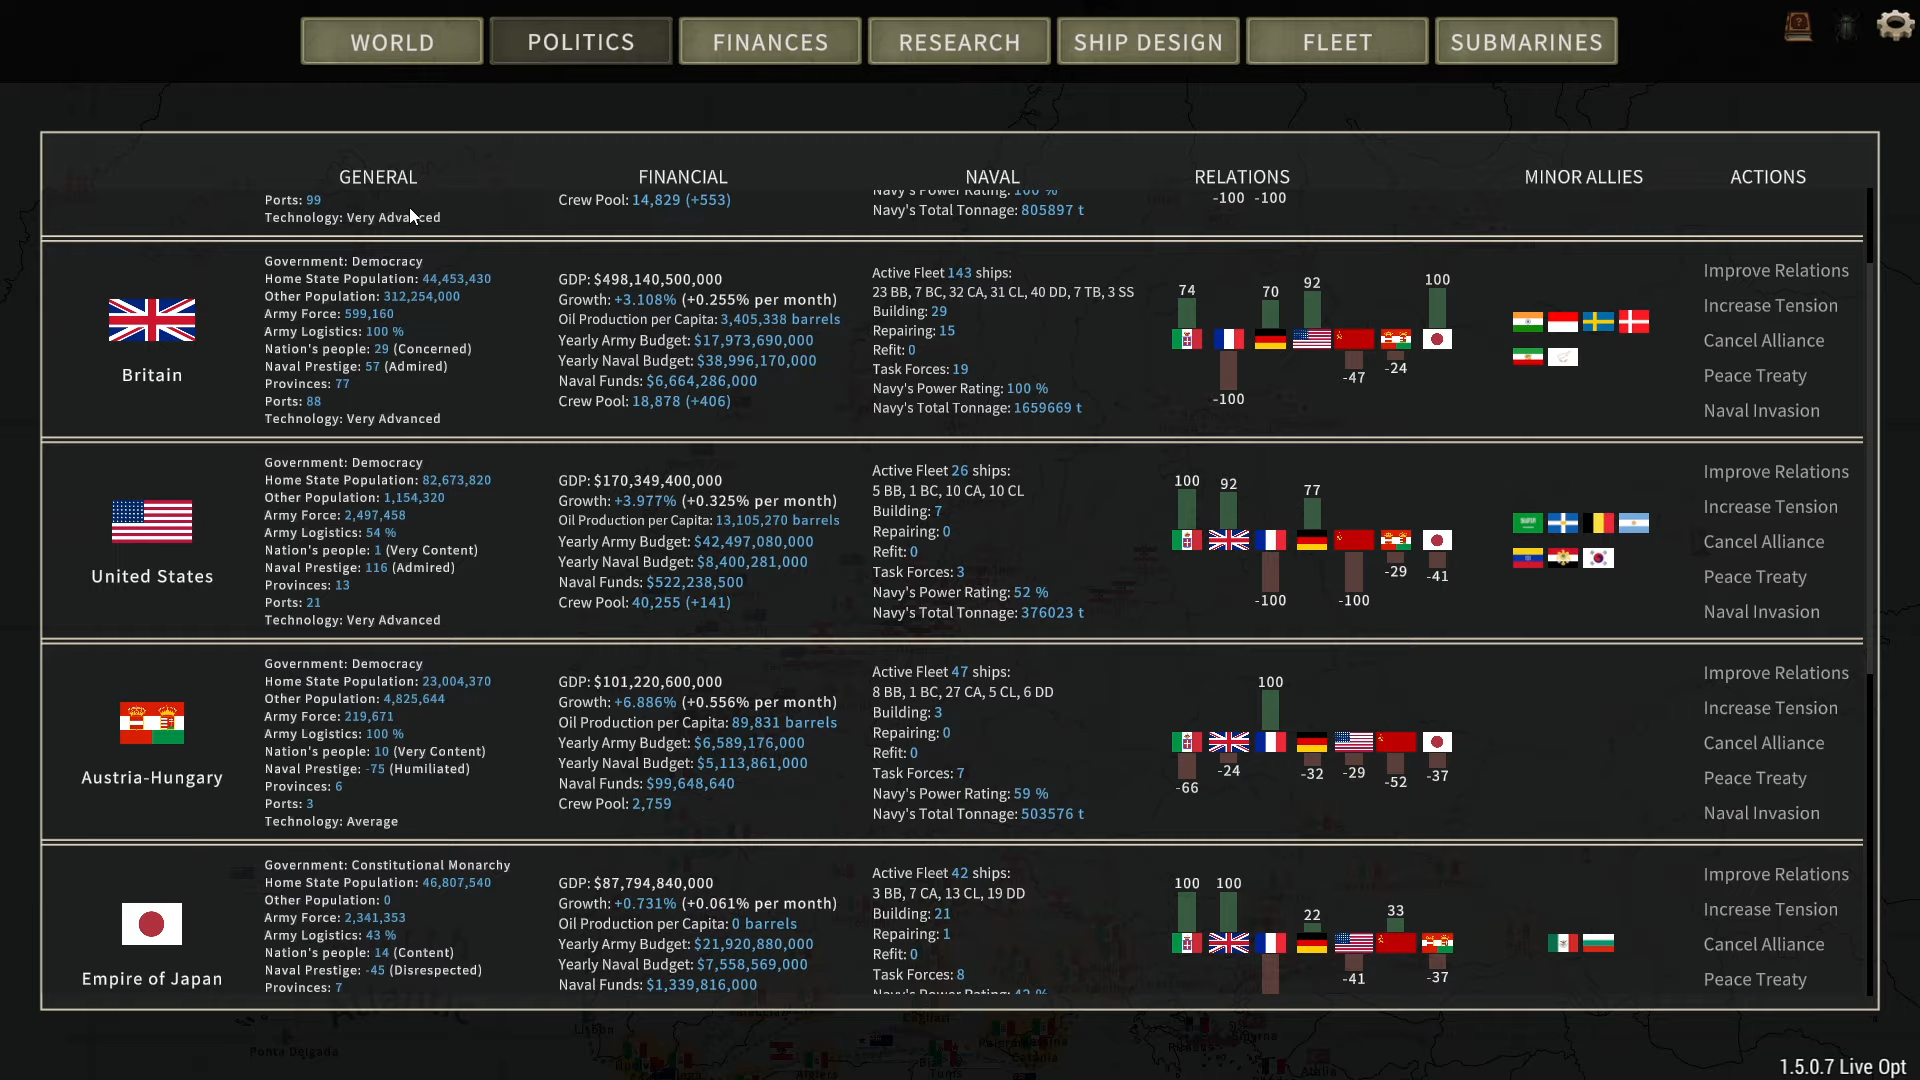 WORLD
POLITICS
FINANCES
RESEARCH
SHIP DESIGN
FLEET
SUBMARINES
GENERAL
FINANCIAL
NAVAL
RELATIONS
MINOR ALLIES
ACTIONS
Ports: 99
Technology: Very Advanced
Crew Pool: 14,829 (+553)
Navy's Power Rating: 100 %
Navy's Total Tonnage: 805897 t
-100 -100
Britain
Government: Democracy
Home State Population: 44,453,430
Other Population: 312,254,000
Army Force: 599,160
Army Logistics: 100 %
Nation's people: 29 (Concerned)
Naval Prestige: 57 (Admired)
Provinces: 77
Ports: 88
Technology: Very Advanced
GDP: $498,140,500,000
Growth: +3.108% (+0.255% per month)
Oil Production per Capita: 3,405,338 barrels
Yearly Army Budget: $17,973,690,000
Yearly Naval Budget: $38,996,170,000
Naval Funds: $6,664,286,000
Crew Pool: 18,878 (+406)
Active Fleet 143 ships:
23 BB, 7 BC, 32 CA, 31 CL, 40 DD, 7 TB, 3 SS
Building: 29
Repairing: 15
Refit: 0
Task Forces: 19
Navy's Power Rating: 100 %
Navy's Total Tonnage: 1659669 t
74
70
92
100
-100
-47
-24
Improve Relations
Increase Tension
Cancel Alliance
Peace Treaty
Naval Invasion
United States
Government: Democracy
Home State Population: 82,673,820
Other Population: 1,154,320
Army Force: 2,497,458
Army Logistics: 54 %
Nation's people: 1 (Very Content)
Naval Prestige: 116 (Admired)
Provinces: 13
Ports: 21
Technology: Very Advanced
GDP: $170,349,400,000
Growth: +3.977% (+0.325% per month)
Oil Production per Capita: 13,105,270 barrels
Yearly Army Budget: $42,497,080,000
Yearly Naval Budget: $8,400,281,000
Naval Funds: $522,238,500
Crew Pool: 40,255 (+141)
Active Fleet 26 ships:
5 BB, 1 BC, 10 CA, 10 CL
Building: 7
Repairing: 0
Refit: 0
Task Forces: 3
Navy's Power Rating: 52 %
Navy's Total Tonnage: 376023 t
100
92
77
-100
-100
-29
-41
Improve Relations
Increase Tension
Cancel Alliance
Peace Treaty
Naval Invasion
Austria-Hungary
Government: Democracy
Home State Population: 23,004,370
Other Population: 4,825,644
Army Force: 219,671
Army Logistics: 100 %
Nation's people: 10 (Very Content)
Naval Prestige: -75 (Humiliated)
Provinces: 6
Ports: 3
Technology: Average
GDP: $101,220,600,000
Growth: +6.886% (+0.556% per month)
Oil Production per Capita: 89,831 barrels
Yearly Army Budget: $6,589,176,000
Yearly Naval Budget: $5,113,861,000
Naval Funds: $99,648,640
Crew Pool: 2,759
Active Fleet 47 ships:
8 BB, 1 BC, 27 CA, 5 CL, 6 DD
Building: 3
Repairing: 0
Refit: 0
Task Forces: 7
Navy's Power Rating: 59 %
Navy's Total Tonnage: 503576 t
100
-66
-24
-32
-29
-52
-37
Improve Relations
Increase Tension
Cancel Alliance
Peace Treaty
Naval Invasion
Empire of Japan
Government: Constitutional Monarchy
Home State Population: 46,807,540
Other Population: 0
Army Force: 2,341,353
Army Logistics: 43 %
Nation's people: 14 (Content)
Naval Prestige: -45 (Disrespected)
Provinces: 7
GDP: $87,794,840,000
Growth: +0.731% (+0.061% per month)
Oil Production per Capita: 0 barrels
Yearly Army Budget: $21,920,880,000
Yearly Naval Budget: $7,558,569,000
Naval Funds: $1,339,816,000
Active Fleet 42 ships:
3 BB, 7 CA, 13 CL, 19 DD
Building: 21
Repairing: 1
Refit: 0
Task Forces: 8
Navy's Power Rating: 42 %
100
100
22
33
-41
-37
Improve Relations
Increase Tension
Cancel Alliance
Peace Treaty
Lisbon
Cagliari
Ponta Delgada
Catania
1.5.0.7 Live Opt